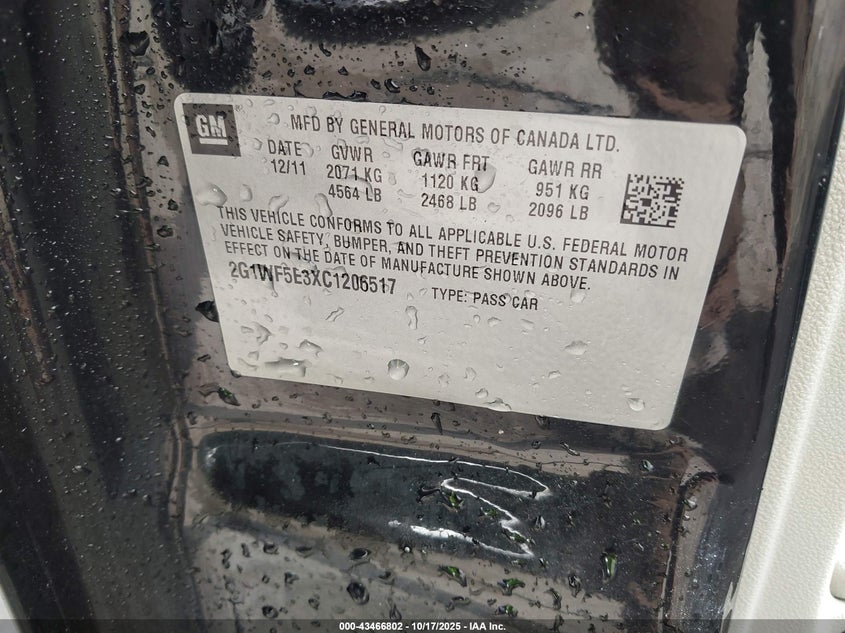 GM
MFD BY GENERAL MOTORS OF CANADA LTD.
DATE GVWR GAWR FRT GAWR RR
12/11 2071 KG 1120 KG 951 KG
4564 LB 2468 LB 2096 LB
THIS VEHICLE CONFORMS TO ALL APPLICABLE U.S. FEDERAL MOTOR
VEHICLE SAFETY, BUMPER, AND THEFT PREVENTION STANDARDS IN
EFFECT ON THE DATE OF MANUFACTURE SHOWN ABOVE.
2G1WF5E3XC1206517 TYPE: PASS CAR
000-43466802 - 10/17/2025 - IAA Inc.